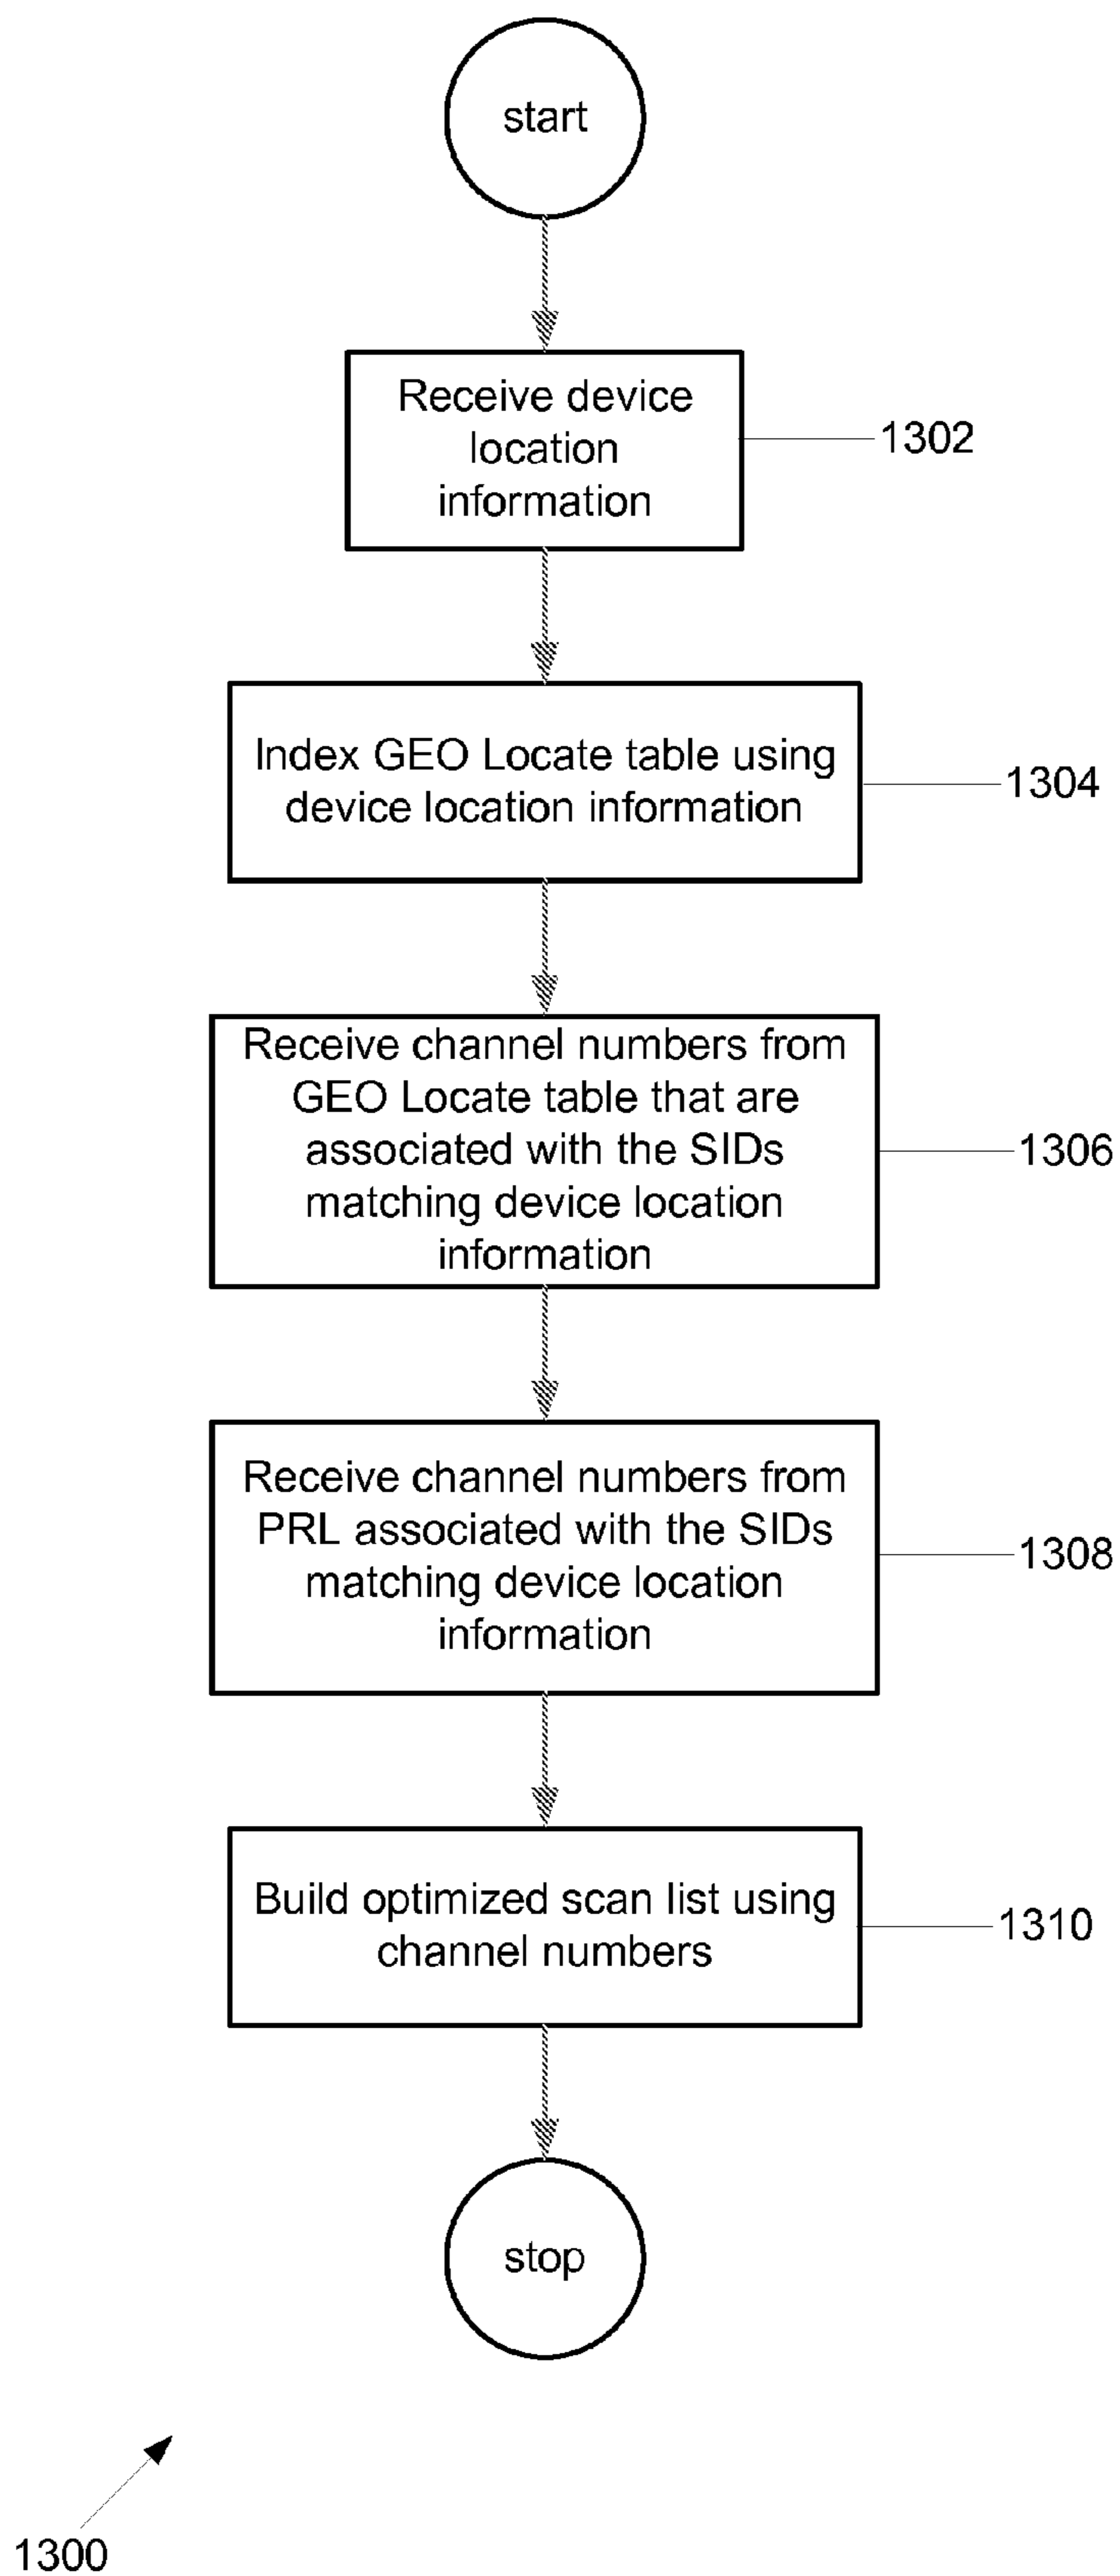 start
Receive device
location
information
1302
Index GEO Locate table using
device location information
1304
Receive channel numbers from
GEO Locate table that are
associated with the SIDs
matching device location
information
1306
Receive channel numbers from
PRL associated with the SIDs
matching device location
information
1308
Build optimized scan list using
channel numbers
1310
stop
1300